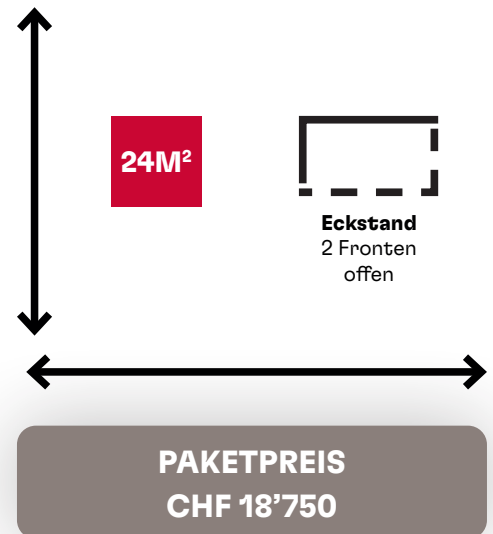 24M²
Eckstand
2 Fronten
offen
PAKETPREIS
CHF 18’750